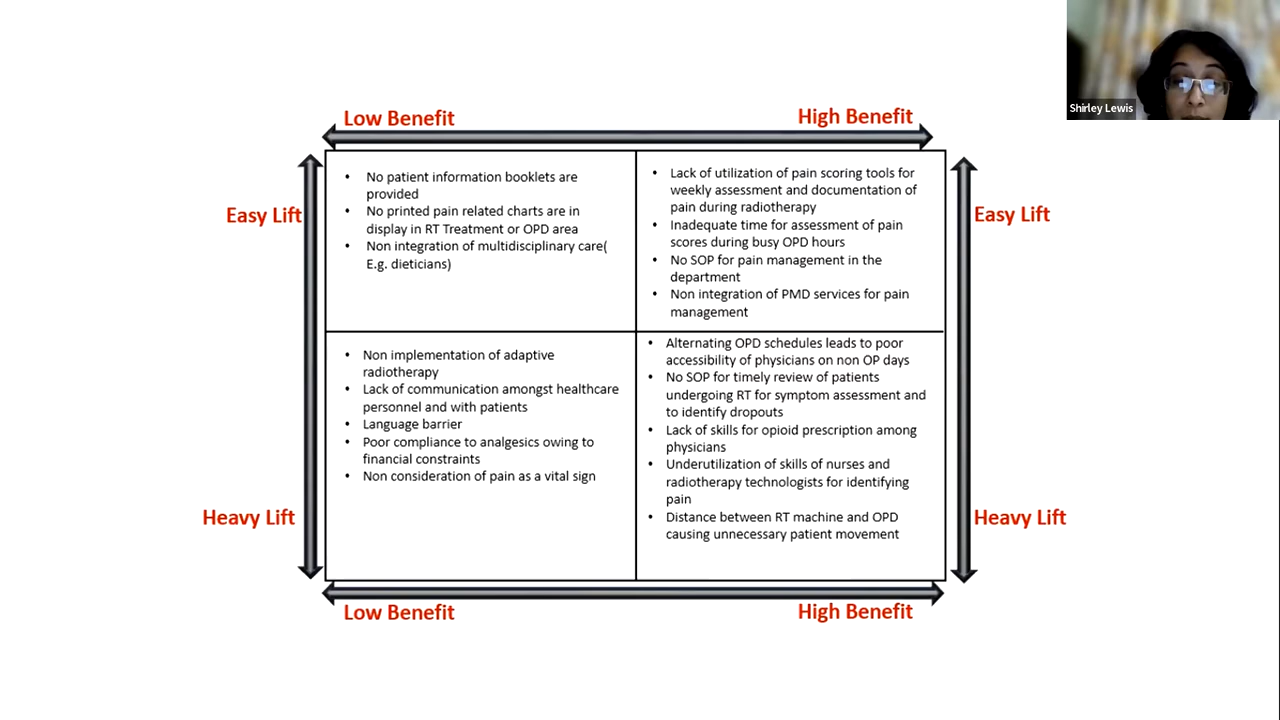 Shirley Lewis
Low Benefit
High Benefit
Easy Lift
Easy Lift
• No patient information booklets are
provided
• No printed pain related charts are in
display in RT Treatment or OPD area
• Non integration of multidisciplinary care(
E.g. dieticians)
• Lack of utilization of pain scoring tools for
weekly assessment and documentation of
pain during radiotherapy
• Inadequate time for assessment of pain
scores during busy OPD hours
• No SOP for pain management in the
department
• Non integration of PMD services for pain
management
• Non implementation of adaptive
radiotherapy
• Lack of communication amongst healthcare
personnel and with patients
• Language barrier
• Poor compliance to analgesics owing to
financial constraints
• Non consideration of pain as a vital sign
• Alternating OPD schedules leads to poor
accessibility of physicians on non OP days
• No SOP for timely review of patients
undergoing RT for symptom assessment and
to identify dropouts
• Lack of skills for opioid prescription among
physicians
• Underutilization of skills of nurses and
radiotherapy technologists for identifying
pain
• Distance between RT machine and OPD
causing unnecessary patient movement
Heavy Lift
Heavy Lift
Low Benefit
High Benefit